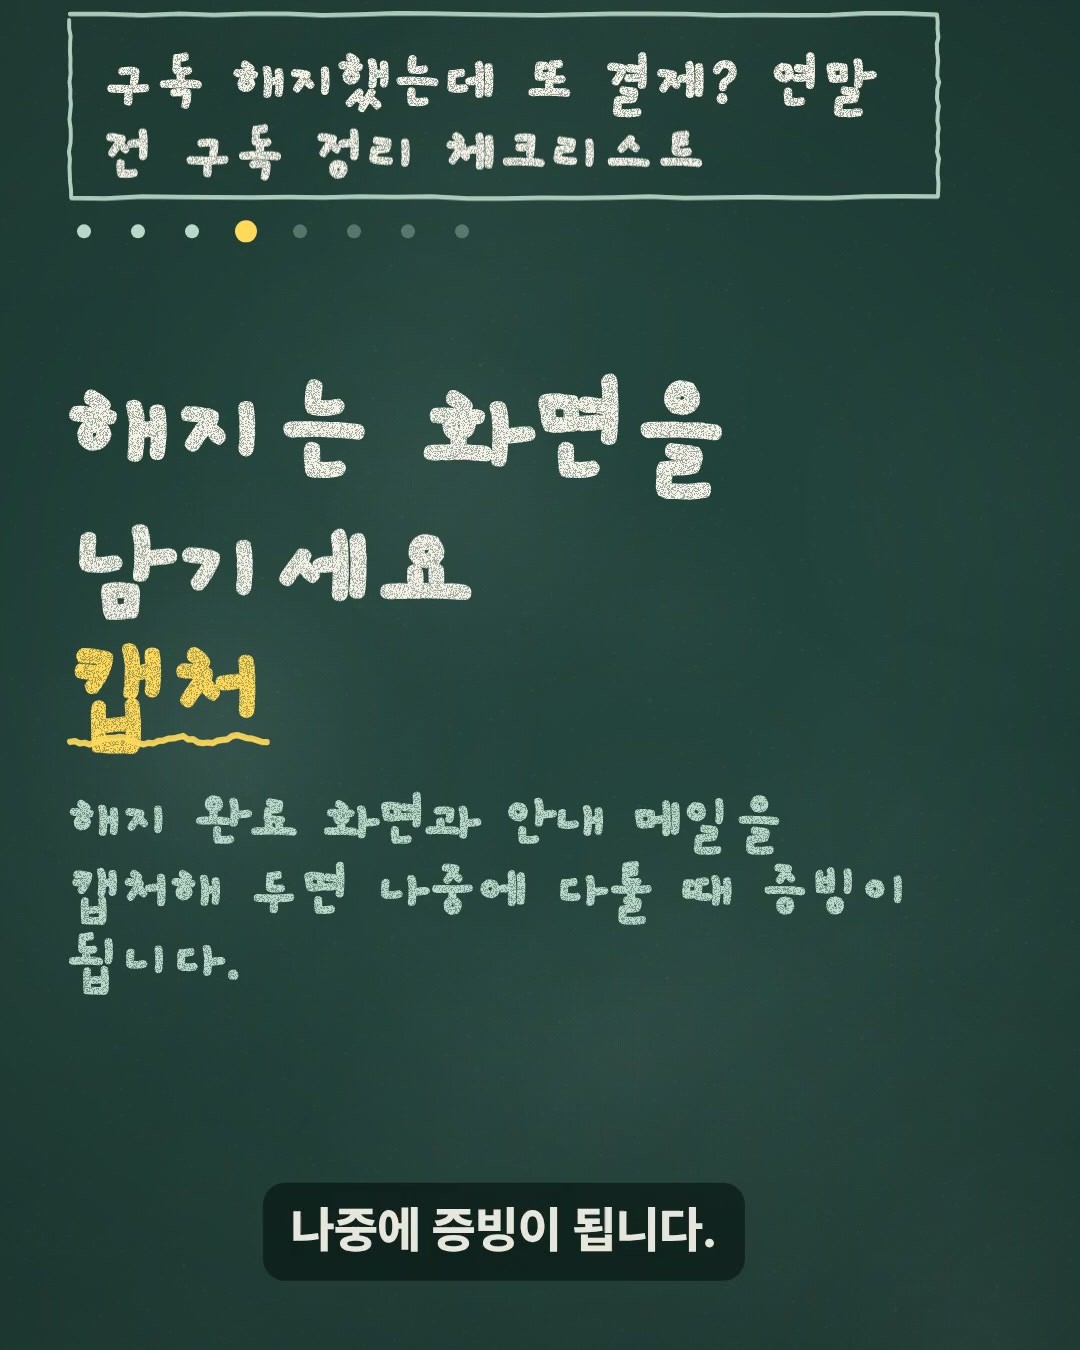 구독 해지했는데 또 결제? 연말
전 구독 정리 체크리스트
해지는 화면을
남기세요
캡처
해지 완료 화면과 안내 메일을
캡처해 두면 나중에 다툴 때 증빙이
됩니다.
나중에 증빙이 됩니다.